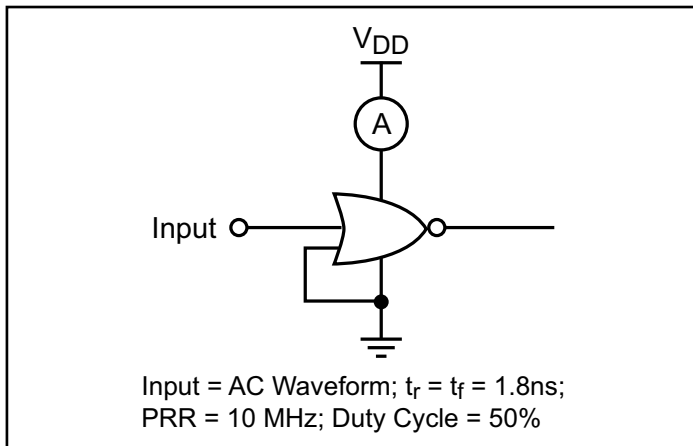 VDD
A
Input
Input = AC Waveform; tr = tf = 1.8ns;
PRR = 10 MHz; Duty Cycle = 50%